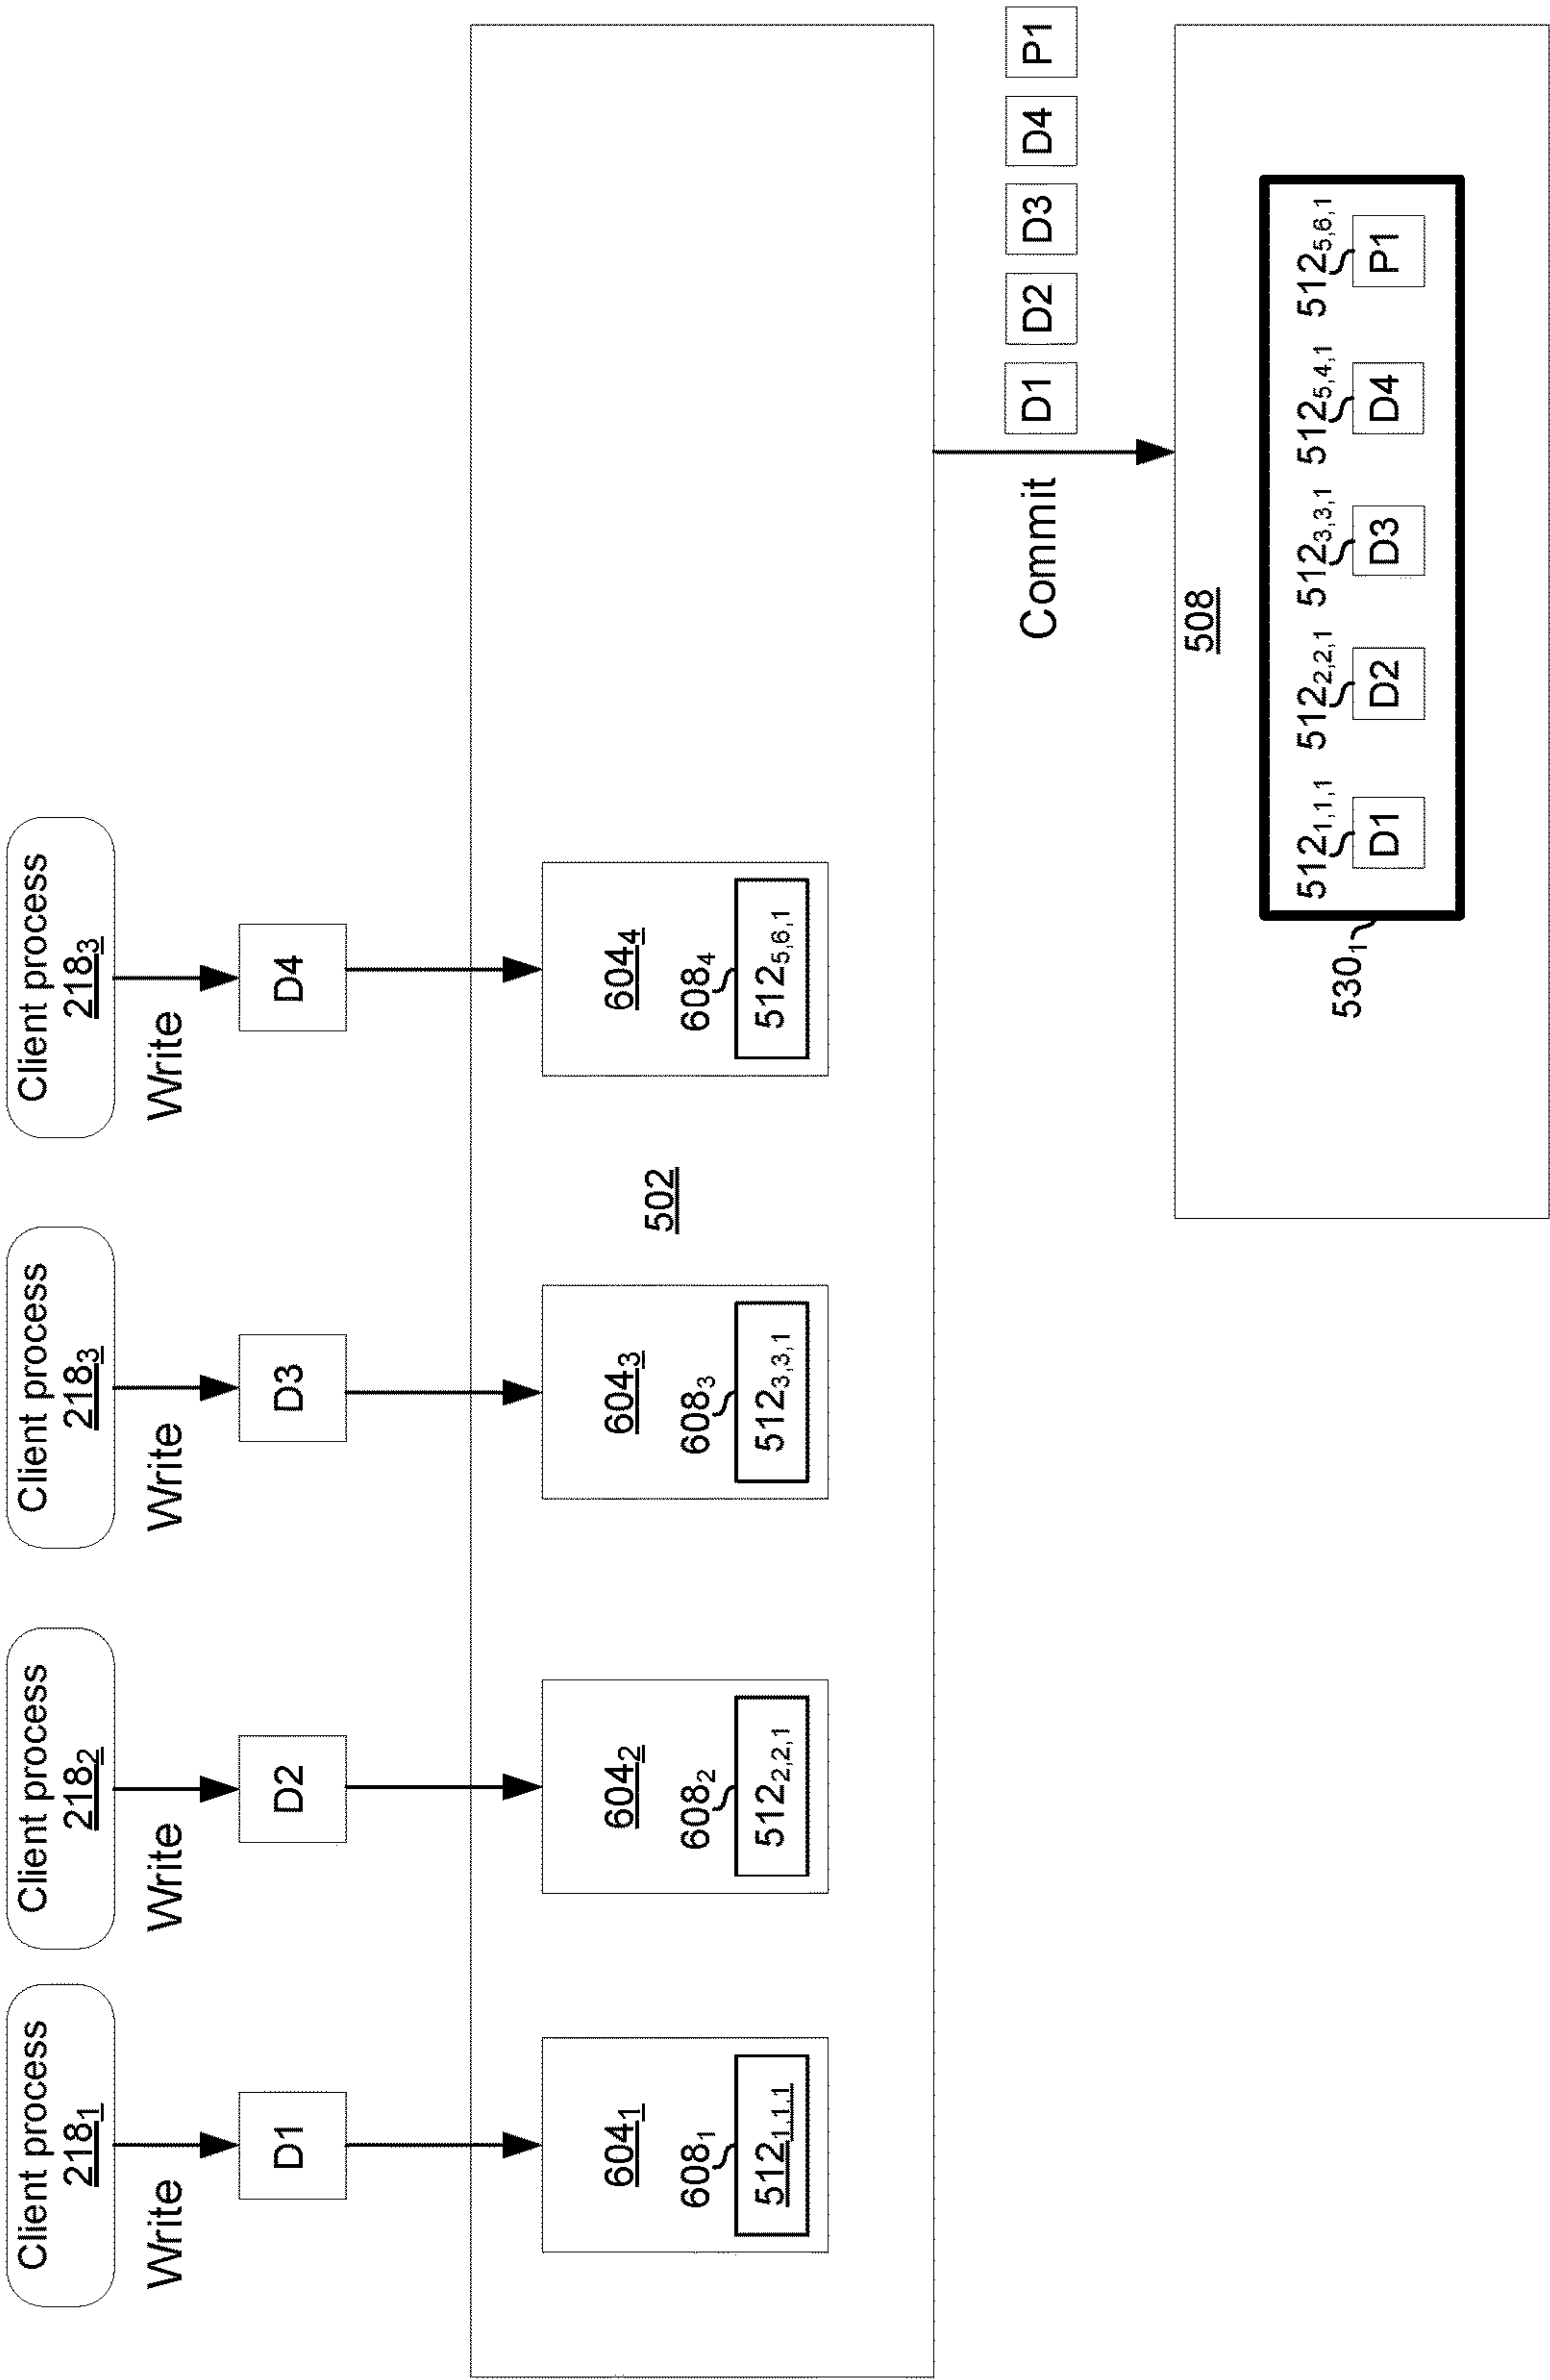 Client process
218₁
Client process
218₂
Client process
218₃
Client process
218₃
Write
Write
Write
Write
D1
D2
D3
D4
502
604₁
604₂
604₃
604₄
608₁
608₂
608₃
608₄
512₁,₁,₁
512₂,₂,₁
512₃,₃,₁
512₅,₆,₁
Commit
D1
D2
D3
D4
P1
508
512₁,₁,₁
512₂,₂,₁
512₃,₃,₁
512₅,₄,₁
512₅,₆,₁
D1
D2
D3
D4
P1
530₁